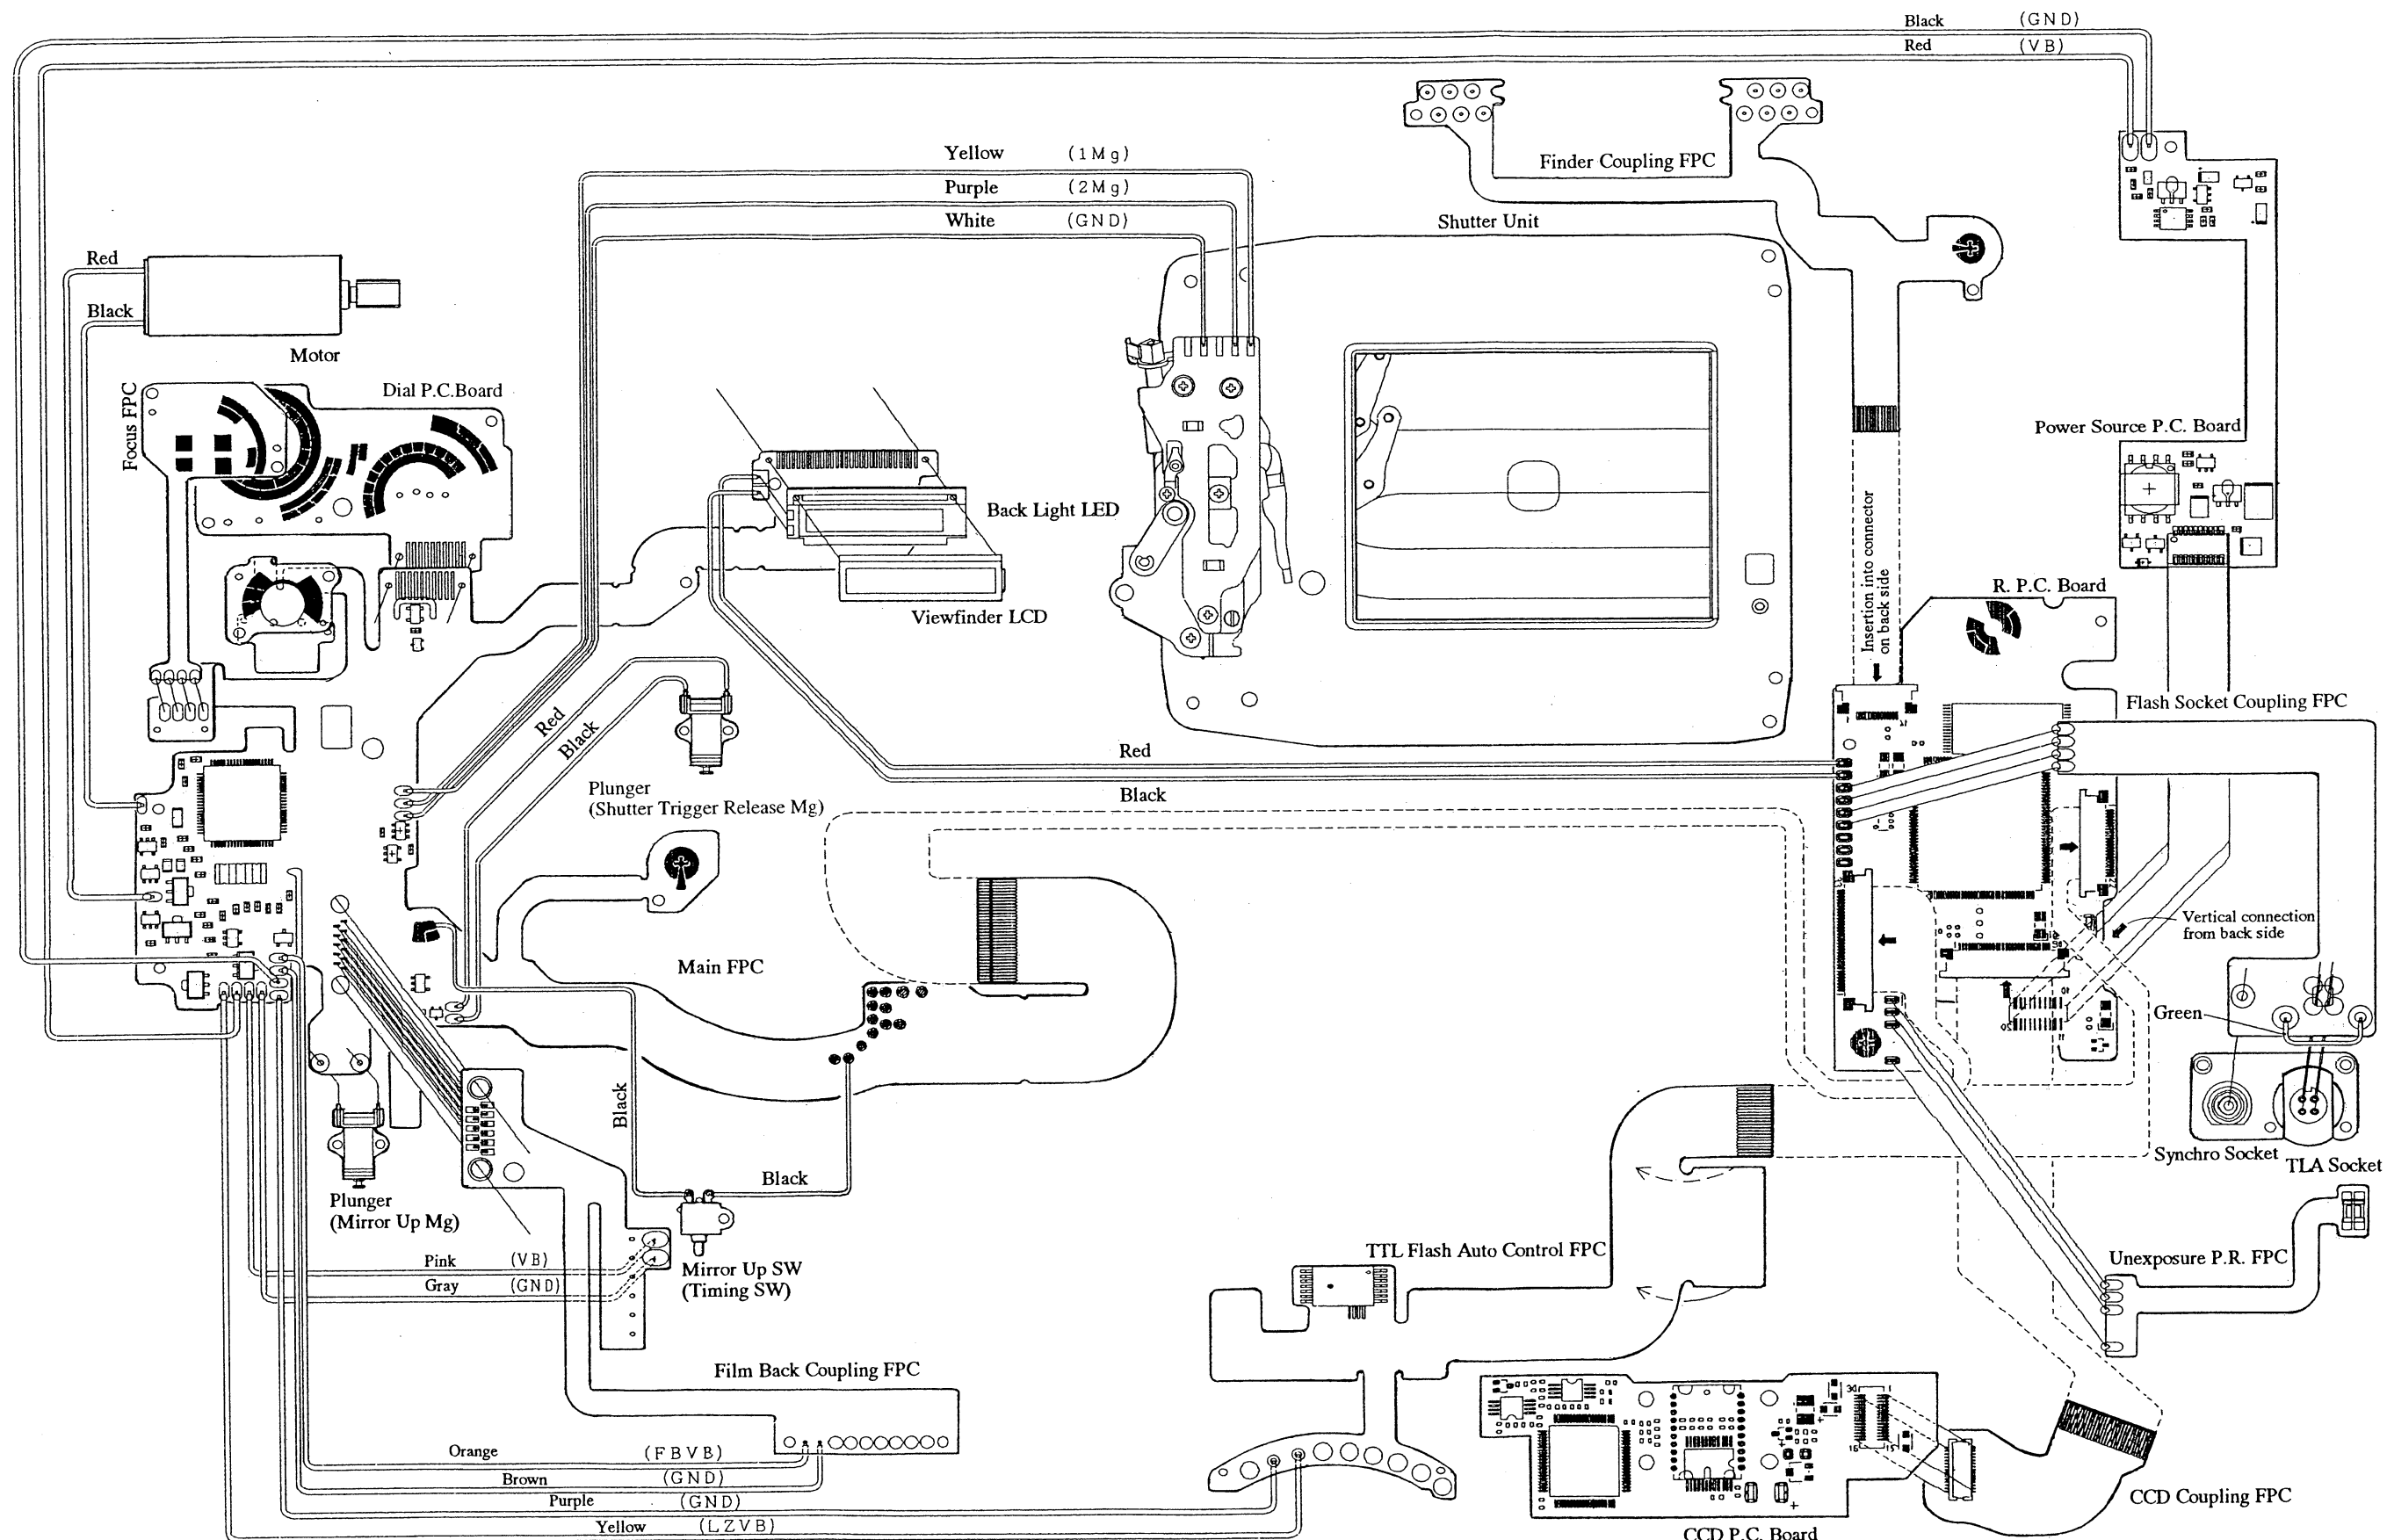 Black (GND)
Red (VB)
Yellow (1Mg)
Purple (2Mg)
White (GND)
Finder Coupling FPC
Shutter Unit
Red
Black
Motor
Dial P.C.Board
Focus FPC
Power Source P.C. Board
Back Light LED
Viewfinder LCD
Insertion into connector
on back side
R. P.C. Board
Flash Socket Coupling FPC
Red
Black
Red
Black
Plunger
(Shutter Trigger Release Mg)
Main FPC
Vertical connection
from back side
Green
Black
Black
Synchro Socket
TLA Socket
Plunger
(Mirror Up Mg)
Pink (VB)
Gray (GND)
Mirror Up SW
(Timing SW)
TTL Flash Auto Control FPC
Unexposure P.R. FPC
Film Back Coupling FPC
30 1
16 15
Orange (FBVB)
Brown (GND)
Purple (GND)
Yellow (LZVB)
CCD Coupling FPC
CCD P.C. Board